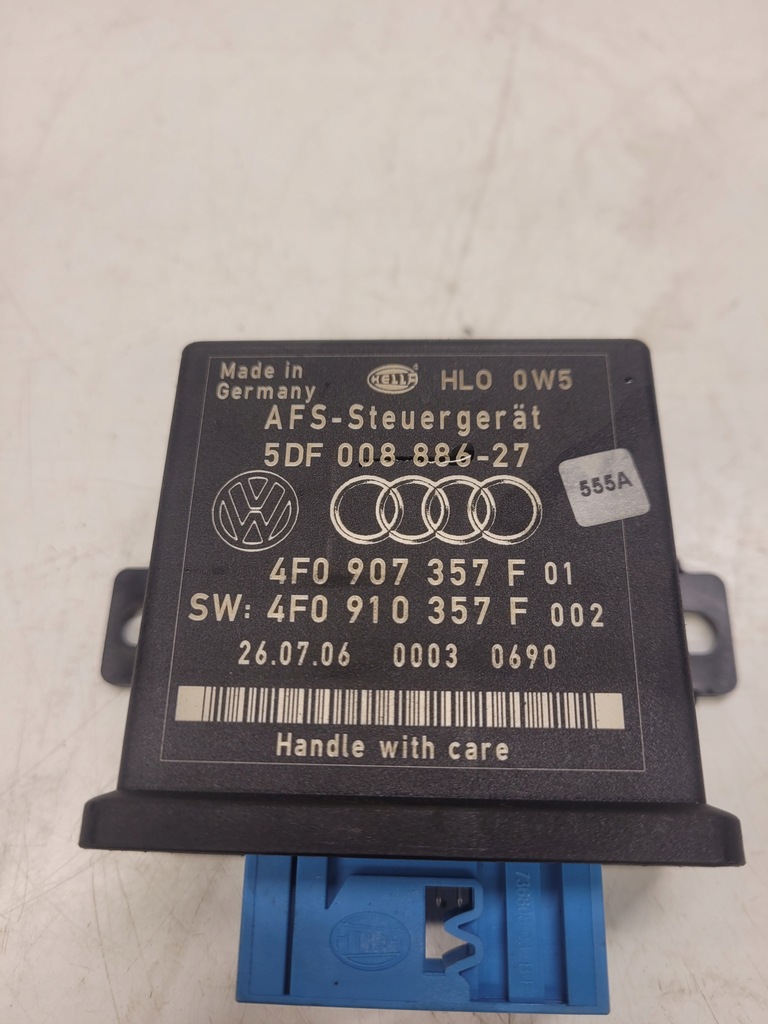 Made in
Germany
HELLA
HLO 0W5
AFS-Steuergerät
5DF 008 886-27
555A
4F0 907 357 F 01
SW: 4F0 910 357 F 002
26.07.06 0003 0690
Handle with care